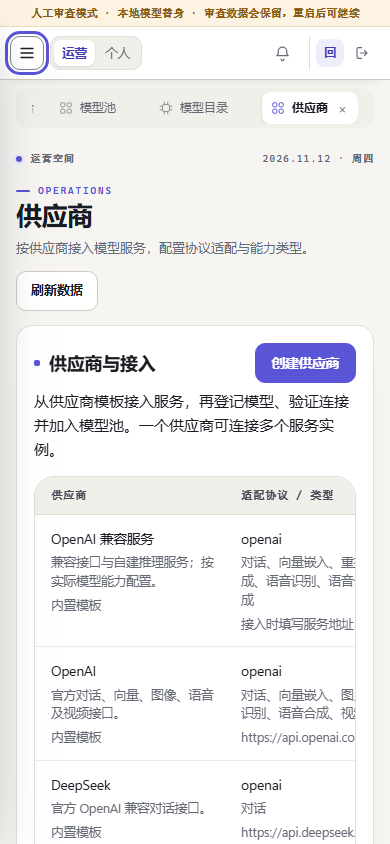 人工审查模式 · 本地模型替身 · 审查数据会保留，重启后可继续
运营 个人 回
模型池 模型目录 供应商 ×
运营空间 2026.11.12 · 周四
OPERATIONS
供应商
按供应商接入模型服务，配置协议适配与能力类型。
刷新数据
供应商与接入 创建供应商
从供应商模板接入服务，再登记模型、验证连接
并加入模型池。一个供应商可连接多个服务实
例。
供应商 适配协议 / 类型
OpenAI 兼容服务 openai
兼容接口与自建推理服务；按 对话、向量嵌入、重
实际模型能力配置。 成、语音识别、语音
成
内置模板 接入时填写服务地址
OpenAI openai
官方对话、向量、图像、语音 对话、向量嵌入、图
及视频接口。 识别、语音合成、视
内置模板 https://api.openai.co
DeepSeek openai
官方 OpenAI 兼容对话接口。 对话
内置模板 https://api.deepseek.